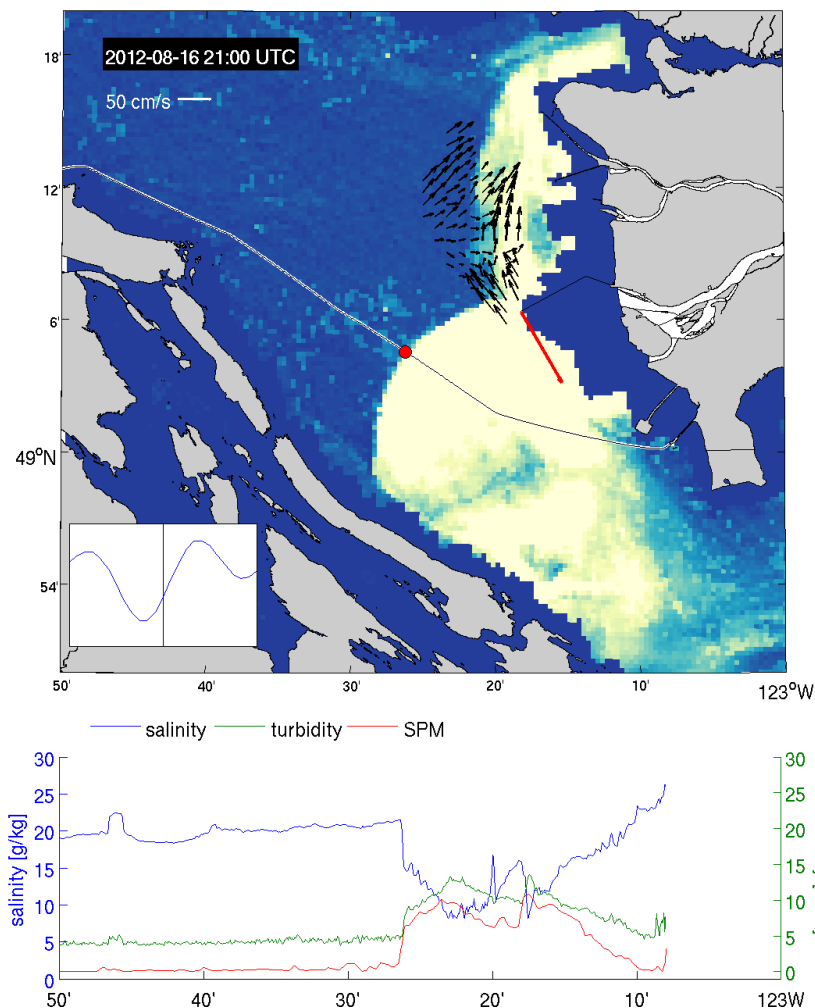 18'
2012-08-16 21:00 UTC
50 cm/s
12'
6'
49°N
54'
50' 40' 30' 20' 10' 123°W
salinity turbidity SPM
30 30
25 25
20 20
15 15
10 10
5 5
0 0
salinity [g/kg]
50' 40' 30' 20' 10' 123W